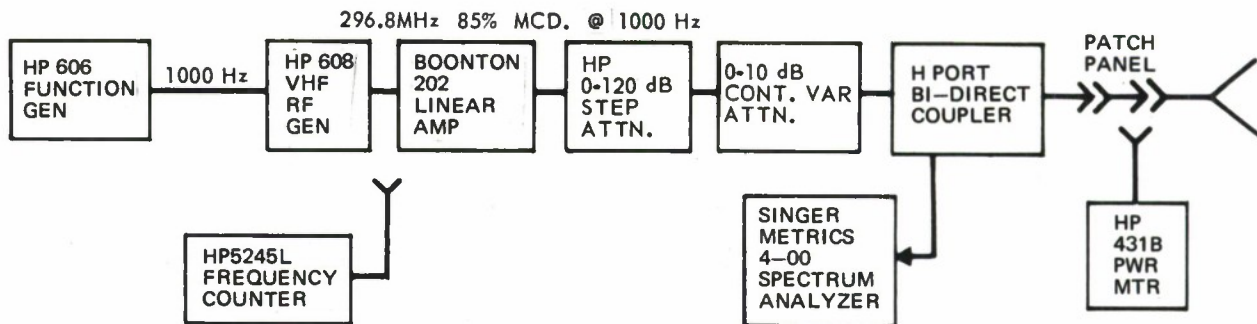 296.8MHz 85% MCD. @ 1000 Hz
HP 606
FUNCTION
GEN
1000 Hz
HP 608
VHF
RF
GEN
BOONTON
202
LINEAR
AMP
HP
0-120 dB
STEP
ATTN.
0-10 dB
CONT. VAR
ATTN.
H PORT
BI-DIRECT
COUPLER
PATCH
PANEL
HP5245L
FREQUENCY
COUNTER
SINGER
METRICS
4-00
SPECTRUM
ANALYZER
HP
431B
PWR
MTR